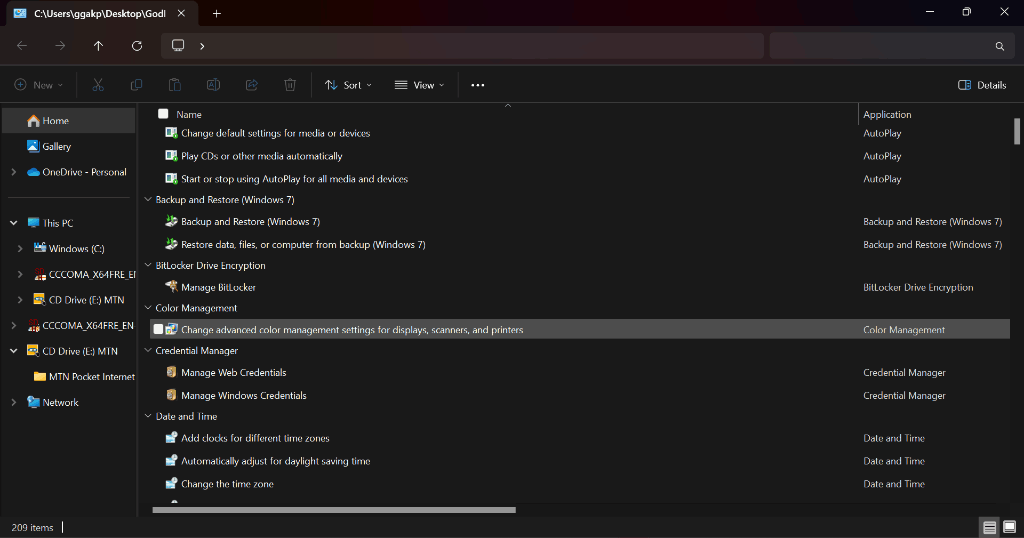 C:\Users\ggakp\Desktop\God
New
Sort
View
Details
Home
Gallery
OneDrive - Personal
This PC
Windows (C:)
CCCOMA_X64FRE_EN
CD Drive (E:) MTN
CCCOMA_X64FRE_EN
CD Drive (E:) MTN
MTN Pocket Internet
Network
Name Application
Change default settings for media or devices AutoPlay
Play CDs or other media automatically AutoPlay
Start or stop using AutoPlay for all media and devices AutoPlay
Backup and Restore (Windows 7)
Backup and Restore (Windows 7) Backup and Restore (Windows 7)
Restore data, files, or computer from backup (Windows 7) Backup and Restore (Windows 7)
BitLocker Drive Encryption
Manage BitLocker BitLocker Drive Encryption
Color Management
Change advanced color management settings for displays, scanners, and printers Color Management
Credential Manager
Manage Web Credentials Credential Manager
Manage Windows Credentials Credential Manager
Date and Time
Add clocks for different time zones Date and Time
Automatically adjust for daylight saving time Date and Time
Change the time zone Date and Time
209 items